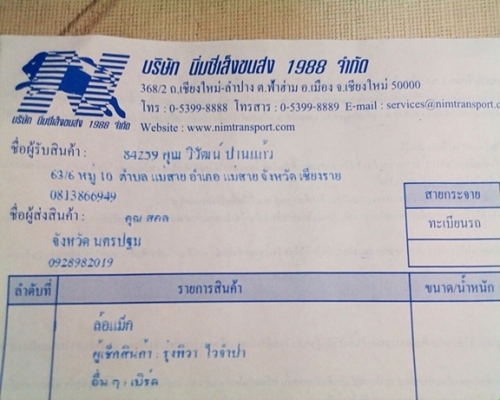 บริษัท นิ่มซี่เส็งขนส่ง 1988 จำกัด
368/2 ถ.เชียงใหม่-ลำปาง ต.ฟ้าฮ่าม อ.เมือง จ.เชียงใหม่ 50000
โทร : 0-5399-8888 โทรสาร : 0-5399-8889 E-mail : services@nimtransport.c
บริษัท นิ่มซี่เส็งขนส่ง 1988 จำกัด
Website : www.nimtransport.com
ชื่อผู้รับสินค้า : 84239 คุณ วิวัฒน์ ปานแก้ว
63/6 หมู่ 10 ตำบล แม่สาย อำเภอ แม่สาย จังหวัด เชียงราย
0813866949
สายกระจาย
ชื่อผู้ส่งสินค้า : คุณ สคล
ทะเบียนรถ
จังหวัด นครปฐม
0928982019
ลำดับที่ รายการสินค้า ขนาด/น้ำหนัก
ล้อแม็ค
ผู้เช็คสินค้า : รุ่งทิวา ไวจำปา
อื่น ๆ : เบิร์ด